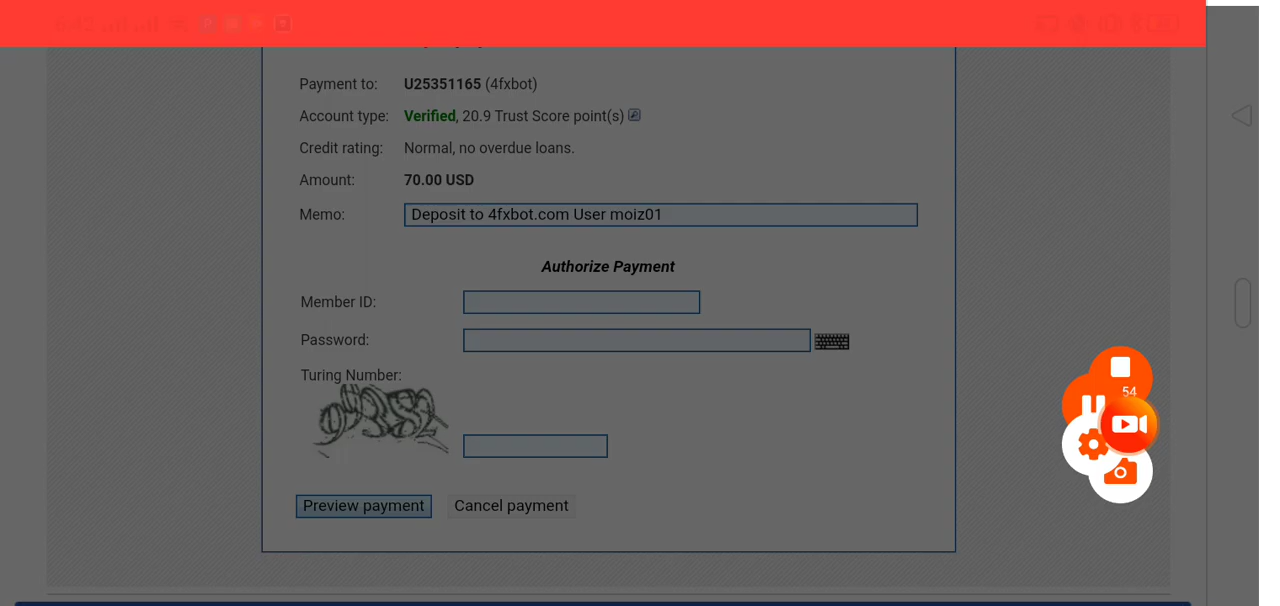 Payment to: U25351165 (4fxbot)
Account type: Verified, 20.9 Trust Score point(s)
Credit rating: Normal, no overdue loans.
Amount: 70.00 USD
Memo: Deposit to 4fxbot.com User moiz01
Authorize Payment
Member ID:
Password:
Turing Number:
54
Preview payment Cancel payment